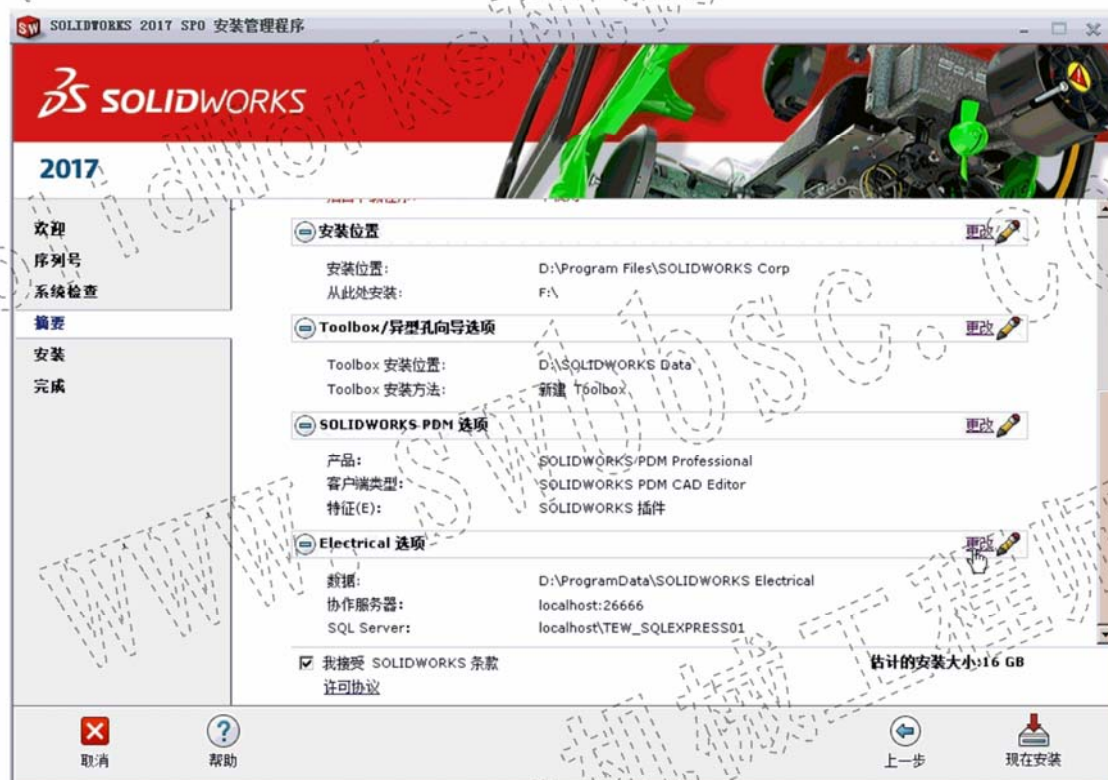 SOLIDWORKS 2017 SP0 安装管理程序
SOLIDWORKS
2017
欢迎
序列号
系统检查
摘要
安装
完成
安装位置
更改
安装位置:
D:\Program Files\SOLIDWORKS Corp
从此处安装:
F:\
Toolbox/异型孔向导选项
更改
Toolbox 安装位置:
D:\SOLIDWORKS Data
Toolbox 安装方法:
新建 Toolbox
SOLIDWORKS PDM 选项
更改
产品:
SOLIDWORKS PDM Professional
客户端类型:
SOLIDWORKS PDM CAD Editor
特征(E):
SOLIDWORKS 插件
Electrical 选项
更改
数据:
D:\ProgramData\SOLIDWORKS Electrical
协作服务器:
localhost:26666
SQL Server:
localhost\TEW_SQLEXPRESS01
我接受 SOLIDWORKS 条款
估计的安装大小:16 GB
许可协议
取消
帮助
上一步
现在安装
www.swbbsc.co